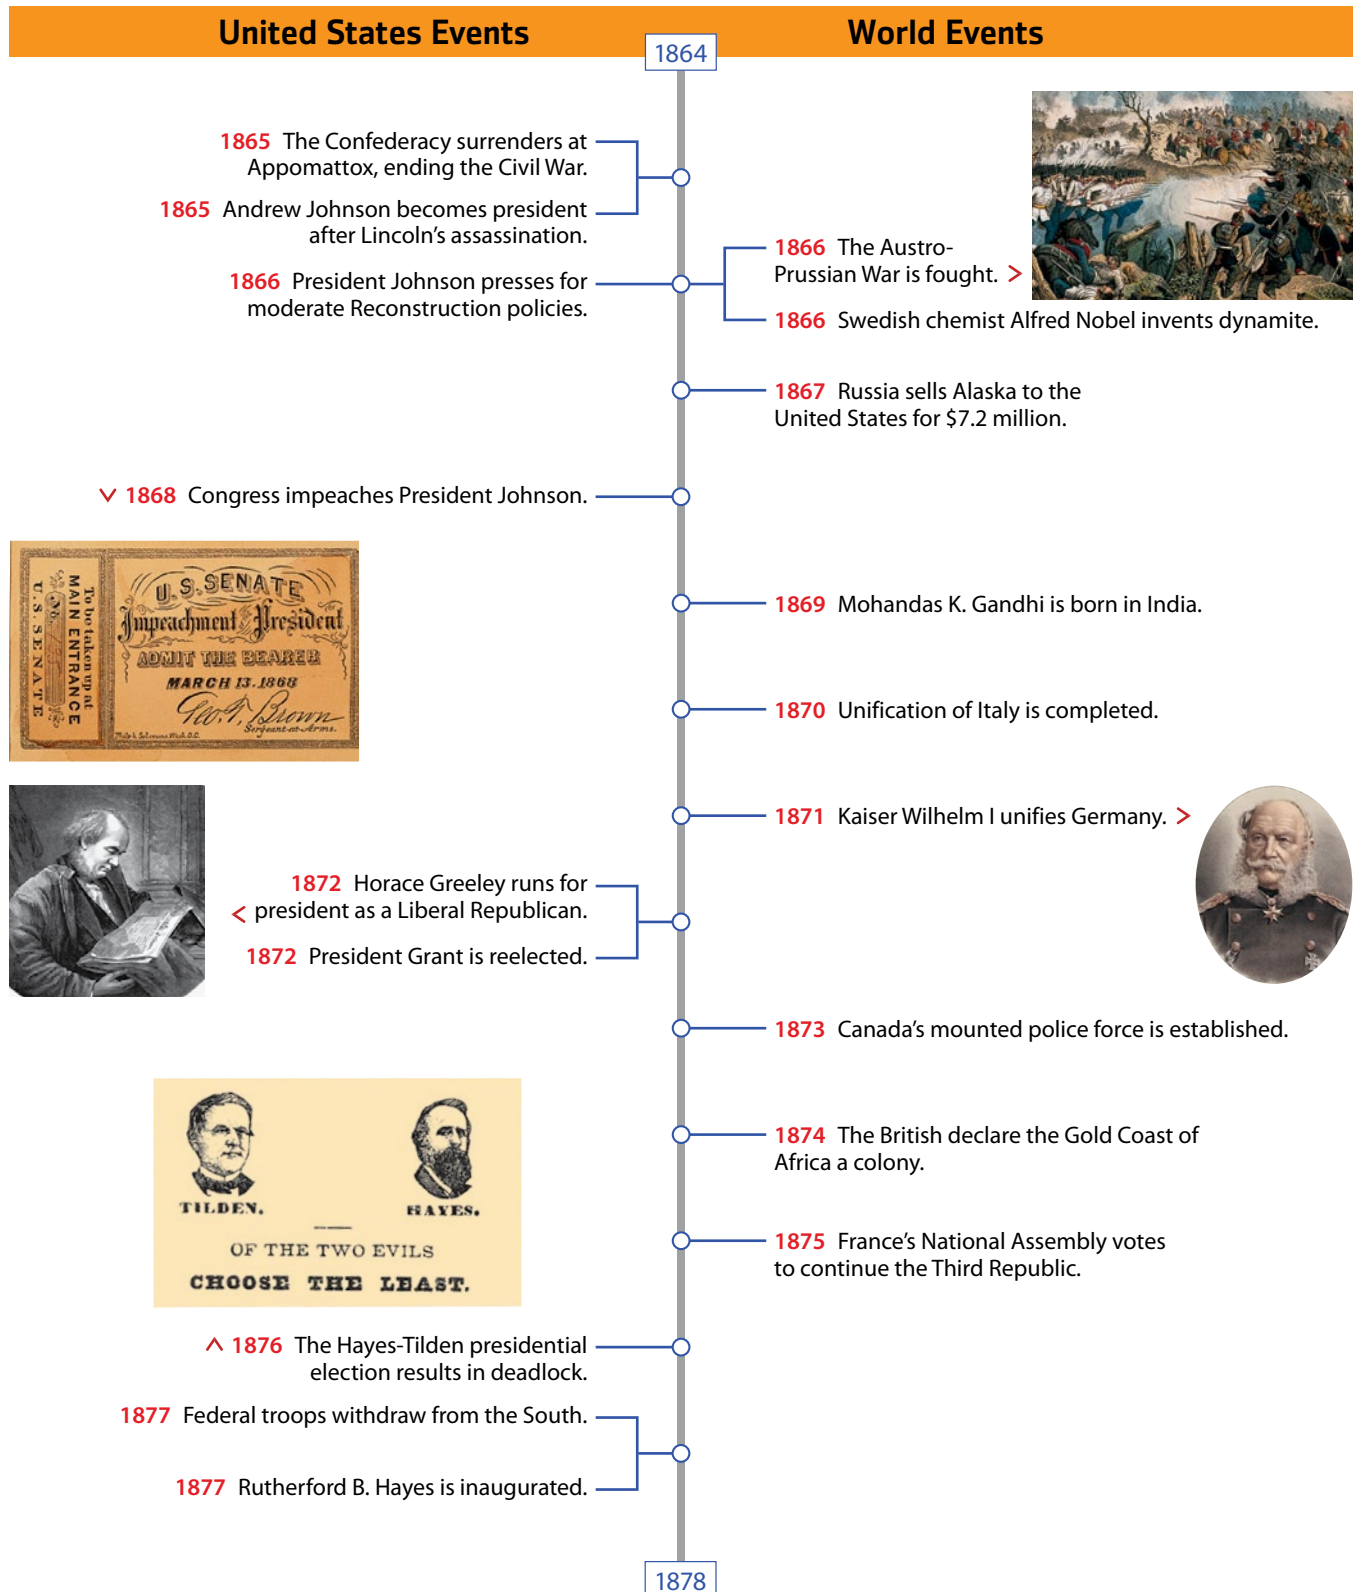 United States Events
World Events
1864
1865 The Confederacy surrenders at
Appomattox, ending the Civil War.
1865 Andrew Johnson becomes president
after Lincoln’s assassination.
1866 The Austro-
Prussian War is fought. >
1866 President Johnson presses for
moderate Reconstruction policies.
1866 Swedish chemist Alfred Nobel invents dynamite.
1867 Russia sells Alaska to the
United States for $7.2 million.
1868 Congress impeaches President Johnson.
To be taken up at
MAIN ENTRANCE
No.
U.S. SENATE
U.S. SENATE
Impeachment of the President
ADMIT THE BEARER
MARCH 13. 1868
Geo. T. Brown
Sergeant-at-Arms.
1869 Mohandas K. Gandhi is born in India.
1870 Unification of Italy is completed.
1871 Kaiser Wilhelm I unifies Germany. >
1872 Horace Greeley runs for
< president as a Liberal Republican.
1872 President Grant is reelected.
1873 Canada’s mounted police force is established.
TILDEN.
HAYES.
OF THE TWO EVILS
CHOOSE THE LEAST.
1874 The British declare the Gold Coast of
Africa a colony.
1875 France’s National Assembly votes
to continue the Third Republic.
1876 The Hayes-Tilden presidential
election results in deadlock.
1877 Federal troops withdraw from the South.
1877 Rutherford B. Hayes is inaugurated.
1878